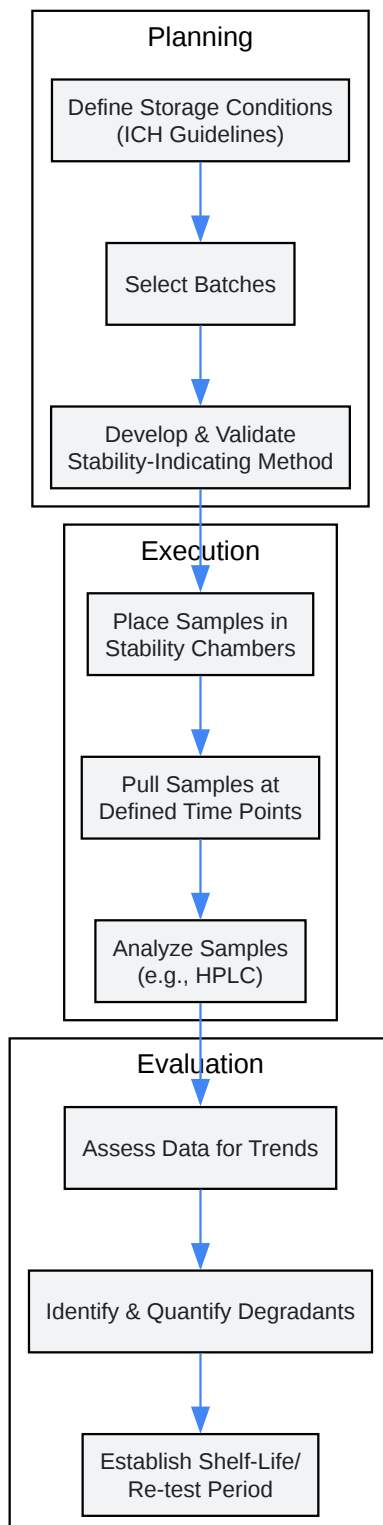 Planning
Define Storage Conditions
(ICH Guidelines)
Select Batches
Develop & Validate
Stability-Indicating Method
Execution
Place Samples in
Stability Chambers
Pull Samples at
Defined Time Points
Analyze Samples
(e.g., HPLC)
Evaluation
Assess Data for Trends
Identify & Quantify Degradants
Establish Shelf-Life/
Re-test Period